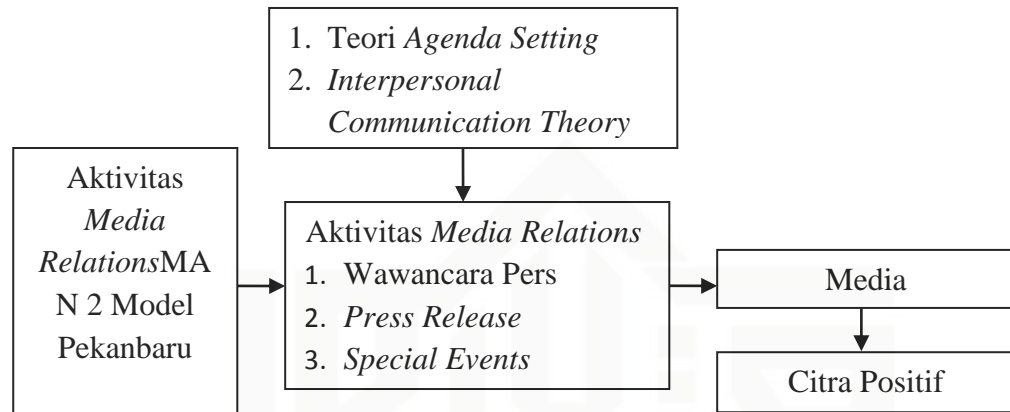 1. Teori Agenda Setting
2. Interpersonal
Communication Theory
Aktivitas
Media
RelationsMA
N 2 Model
Pekanbaru
Aktivitas Media Relations
1. Wawancara Pers
2. Press Release
3. Special Events
Media
Citra Positif